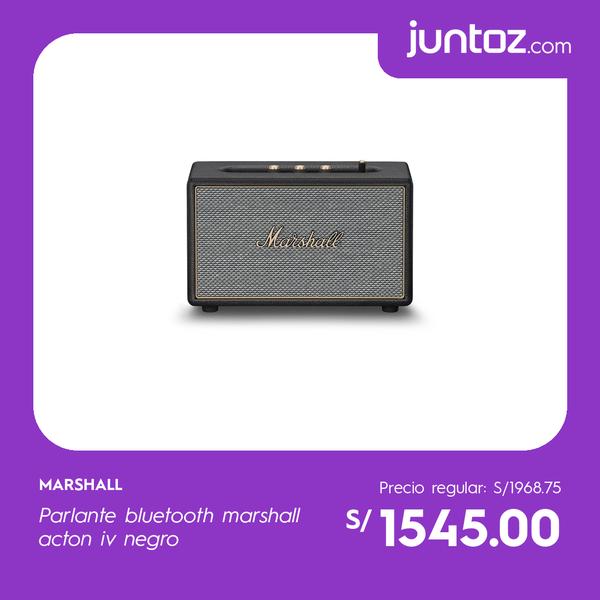 juntoz.com
Marshall
MARSHALL
Parlante bluetooth marshall
acton iv negro
Precio regular: S/1968.75
S/1545.00